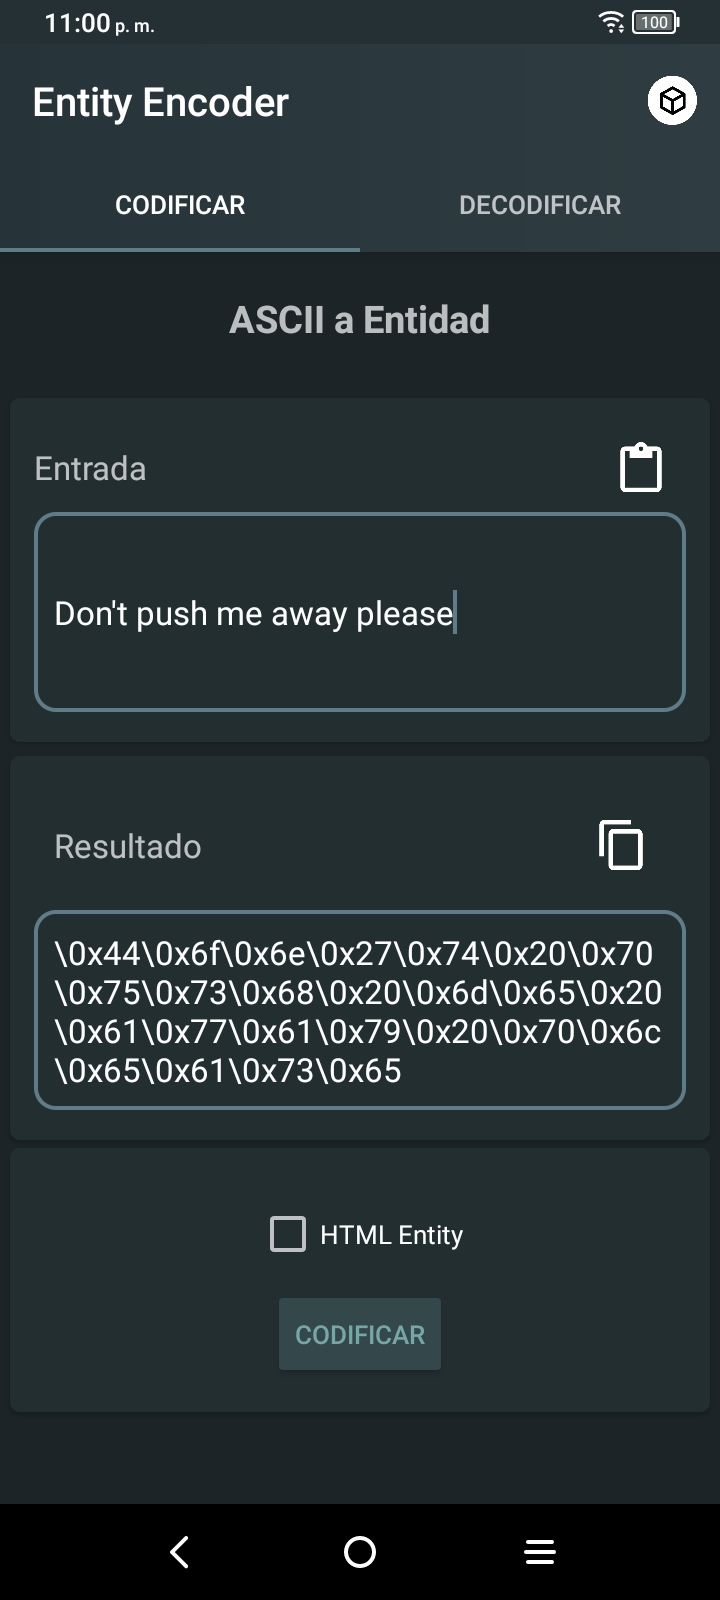 11:00 p. m.
100
Entity Encoder
CODIFICAR
DECODIFICAR
ASCII a Entidad
Entrada
Don't push me away please
Resultado
\0x44\0x6f\0x6e\0x27\0x74\0x20\0x70
\0x75\0x73\0x68\0x20\0x6d\0x65\0x20
\0x61\0x77\0x61\0x79\0x20\0x70\0x6c
\0x65\0x61\0x73\0x65
HTML Entity
CODIFICAR